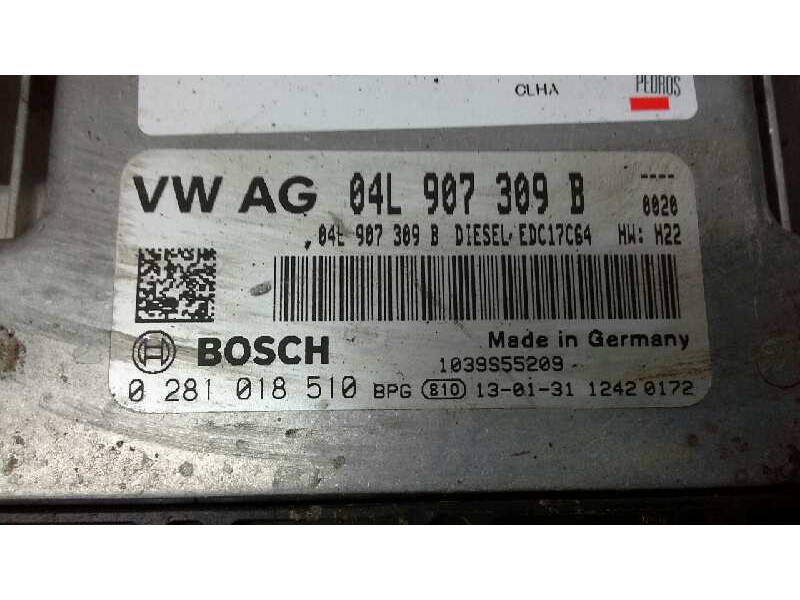 CLHA
PEDROS
VW AG 04L 907 309 B ----
0020
04L 907 309 B DIESEL EDC17C64 HW: H22
Made in Germany
BOSCH 1039S55209
0 281 018 510 BPG 810 13-01-31 1242 0172